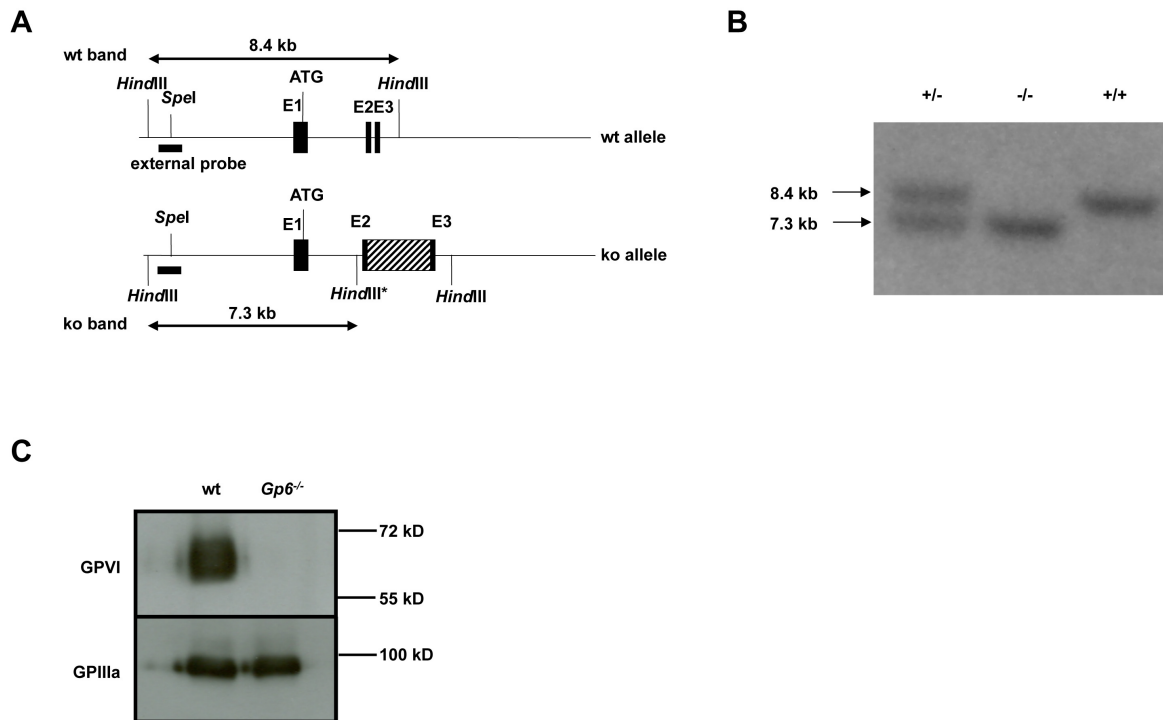 A
wt band
8.4 kb
HindIII
SpeI
ATG
HindIII
E1
E2E3
wt allele
external probe
ATG
SpeI
E1
E2
E3
ko allele
HindIII
HindIII*
HindIII
7.3 kb
ko band
B
+/-
-/-
+/+
8.4 kb
7.3 kb
C
wt
Gp6-/-
GPVI
72 kD
55 kD
GPIIIa
100 kD